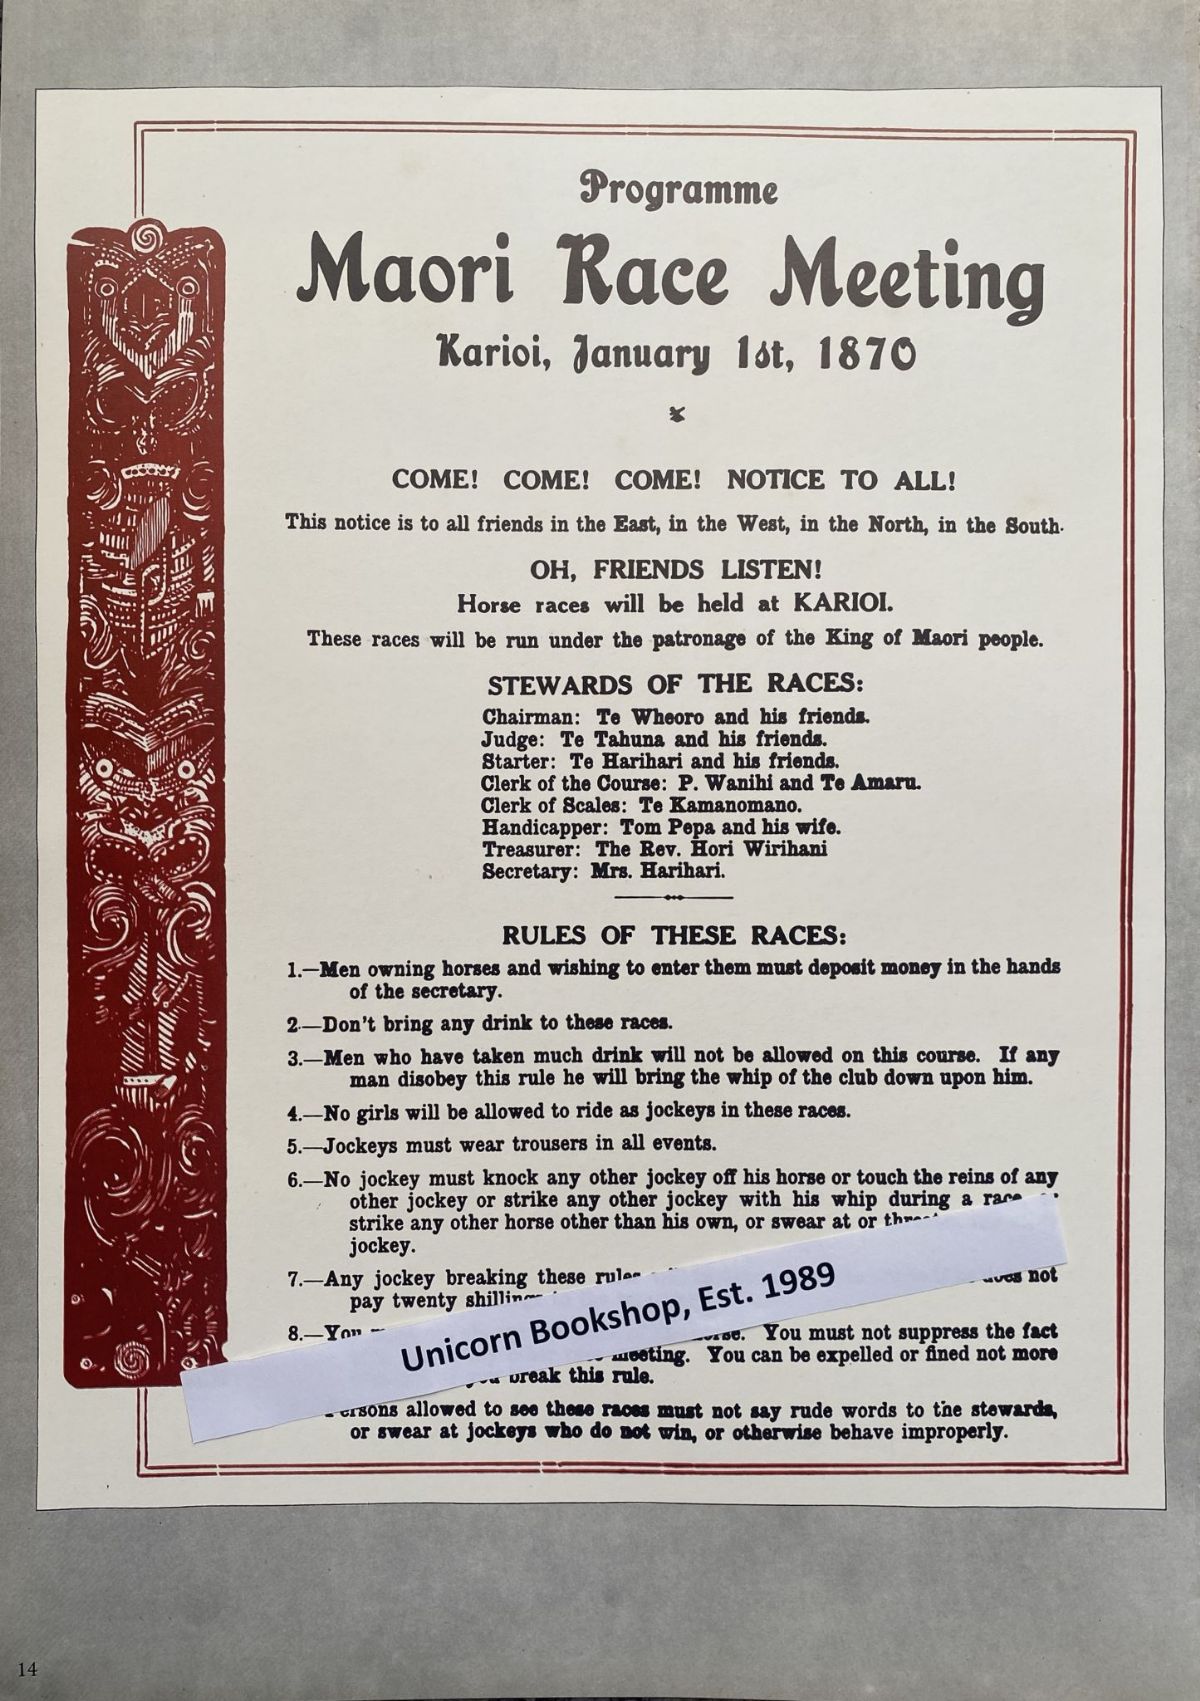 Programme
Maori Race Meeting
Karioi, January 1st, 1870
COME! COME! COME! NOTICE TO ALL!
This notice is to all friends in the East, in the West, in the North, in the South.
OH, FRIENDS LISTEN!
Horse races will be held at KARIOI.
These races will be run under the patronage of the King of Maori people.
STEWARDS OF THE RACES:
Chairman: Te Wheoro and his friends.
Judge: Te Tahuna and his friends.
Starter: Te Harihari and his friends.
Clerk of the Course: P. Wanihi and Te Amaru.
Clerk of Scales: Te Kamanomano.
Handicapper: Tom Pepa and his wife.
Treasurer: The Rev. Hori Wirihani
Secretary: Mrs. Harihari.
RULES OF THESE RACES:
1.—Men owning horses and wishing to enter them must deposit money in the hands
of the secretary.
2.—Don't bring any drink to these races.
3.—Men who have taken much drink will not be allowed on this course. If any
man disobey this rule he will bring the whip of the club down upon him.
4.—No girls will be allowed to ride as jockeys in these races.
5.—Jockeys must wear trousers in all events.
6.—No jockey must knock any other jockey off his horse or touch the reins of any
other jockey or strike any other jockey with his whip during a race
strike any other horse other than his own, or swear at or
jockey.
7.—Any jockey breaking these rules does not
pay twenty
8.—You horse. You must not suppress the fact
meeting. You can be expelled or fined not more
break this rule.
Persons allowed to see these races must not say rude words to the stewards,
or swear at jockeys who do not win, or otherwise behave improperly.
Unicorn Bookshop, Est. 1989
14